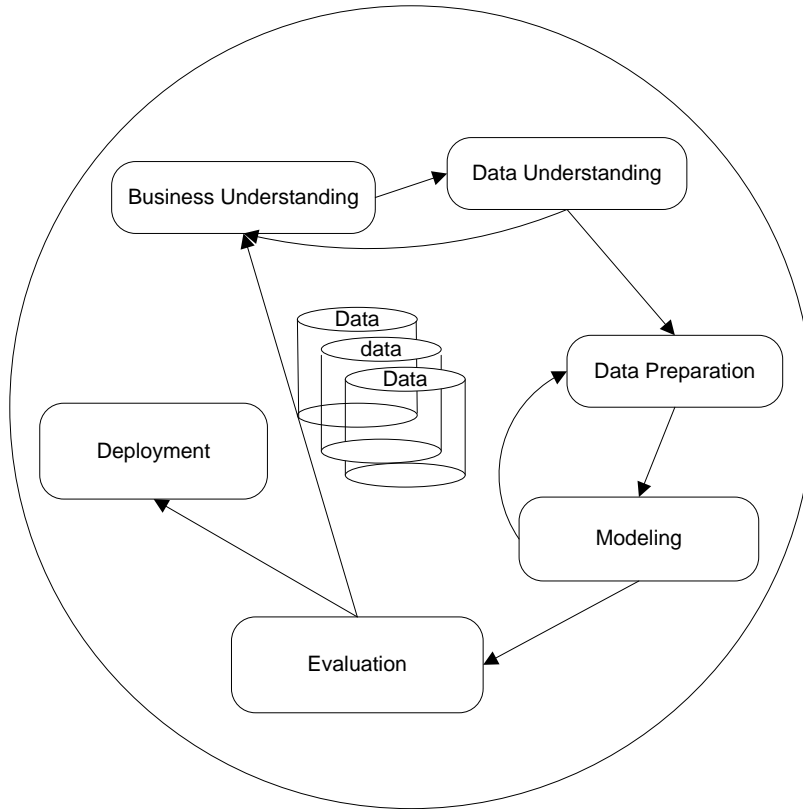 Business Understanding
Data Understanding
Data
data
Data
Data Preparation
Deployment
Modeling
Evaluation